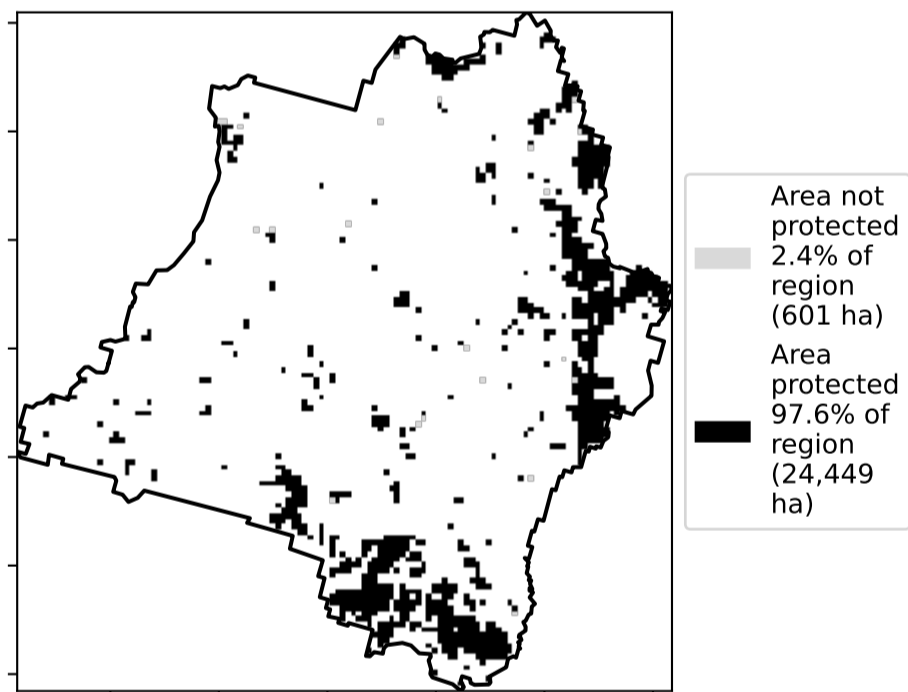 Area not
protected
2.4% of
region
(601 ha)
Area
protected
97.6% of
region
(24,449
ha)